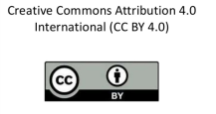 Creative Commons Attribution 4.0
International (CC BY 4.0)
cc
BY